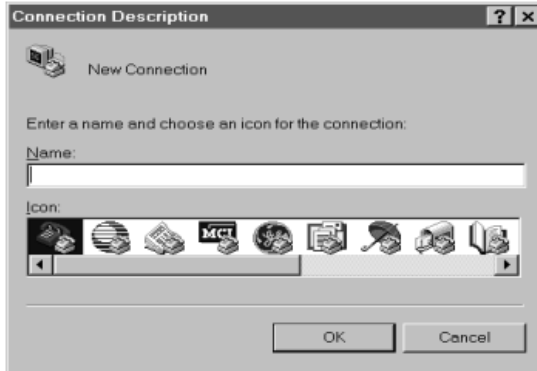 Connection Description
New Connection
Enter a name and choose an icon for the connection:
Name:
Icon:
MCI
OK
Cancel